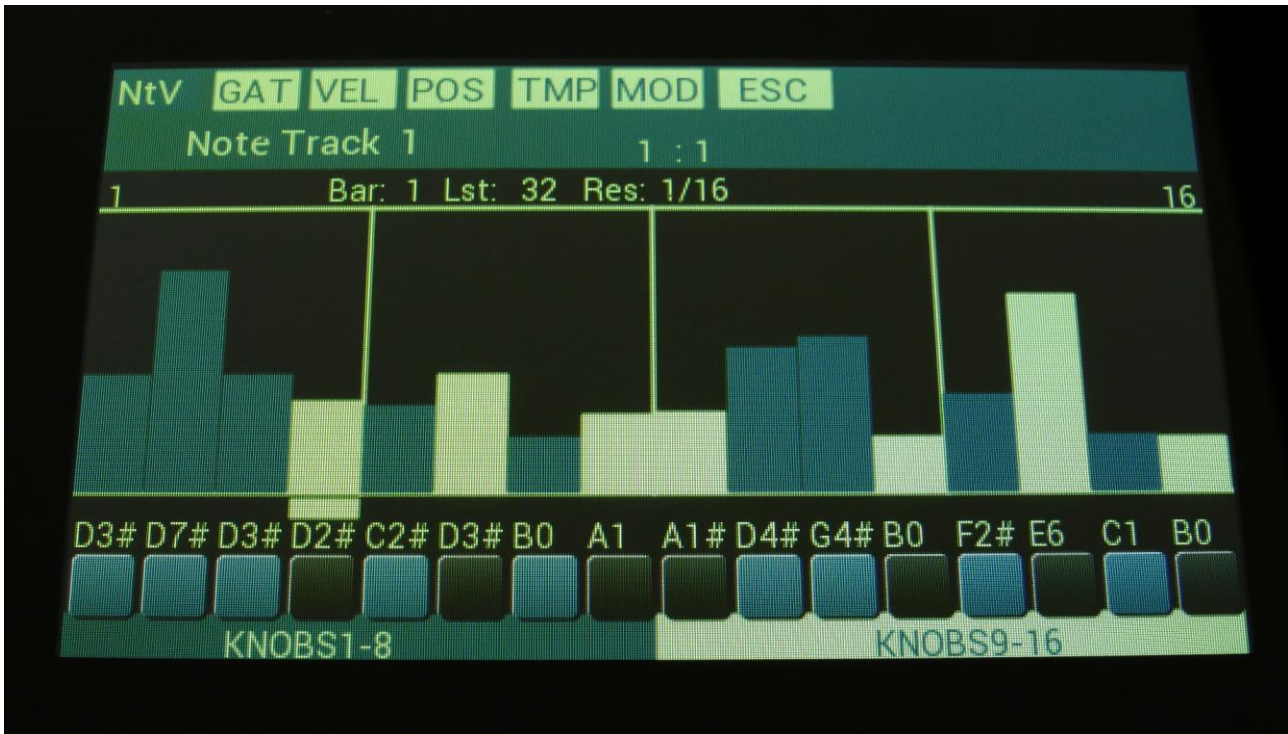 NtV GAT VEL POS TMP MOD ESC
Note Track 1 1 : 1
1 Bar: 1 Lst: 32 Res: 1/16 16
D3# D7# D3# D2# C2# D3# B0 A1 A1# D4# G4# B0 F2# E6 C1 B0
KNOBS1-8 KNOBS9-16